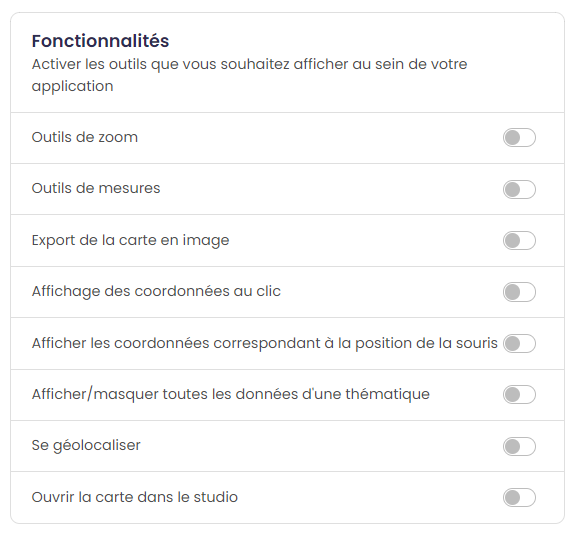 Fonctionnalités
Activer les outils que vous souhaitez afficher au sein de votre
application
Outils de zoom
Outils de mesures
Export de la carte en image
Affichage des coordonnées au clic
Afficher les coordonnées correspondant à la position de la souris
Afficher/masquer toutes les données d'une thématique
Se géolocaliser
Ouvrir la carte dans le studio